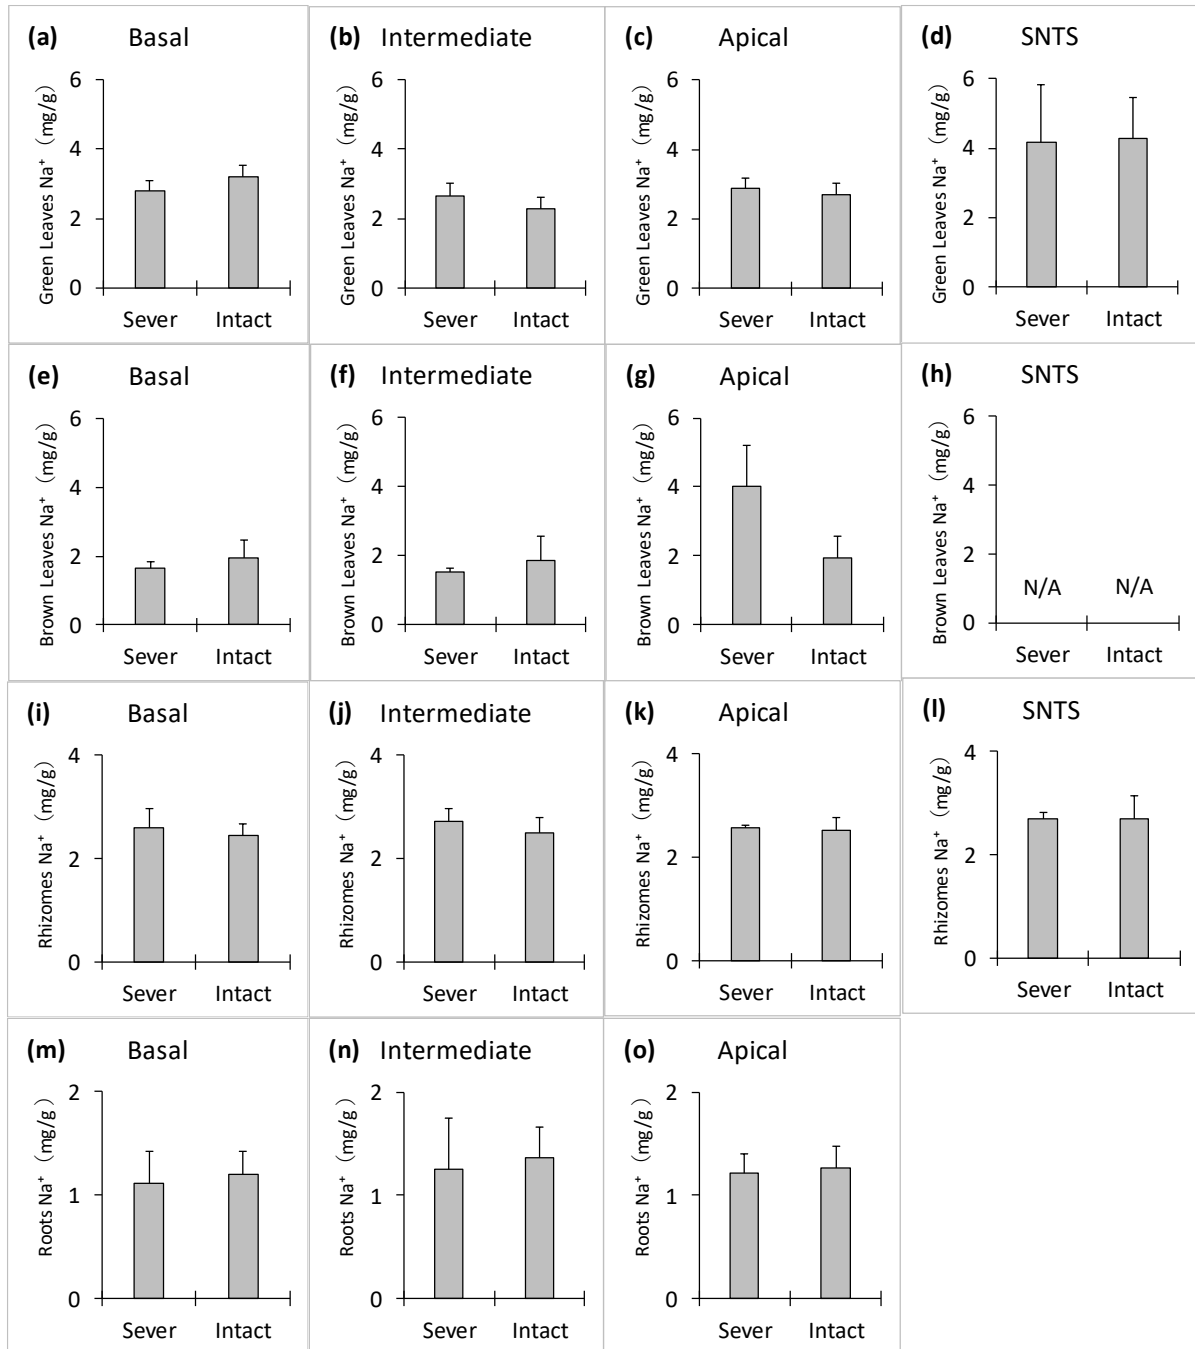 (a) Basal
Green Leaves Na⁺ (mg/g)
6
4
2
0
Sever Intact
(b) Intermediate
Green Leaves Na⁺ (mg/g)
6
4
2
0
Sever Intact
(c) Apical
Green Leaves Na⁺ (mg/g)
6
4
2
0
Sever Intact
(d) SNTS
Green Leaves Na⁺ (mg/g)
6
4
2
0
Sever Intact
(e) Basal
Brown Leaves Na⁺ (mg/g)
6
4
2
0
Sever Intact
(f) Intermediate
Brown Leaves Na⁺ (mg/g)
6
4
2
0
Sever Intact
(g) Apical
Brown Leaves Na⁺ (mg/g)
6
4
2
0
Sever Intact
(h) SNTS
Brown Leaves Na⁺ (mg/g)
6
4
2
0
N/A N/A
Sever Intact
(i) Basal
Rhizomes Na⁺ (mg/g)
4
2
0
Sever Intact
(j) Intermediate
Rhizomes Na⁺ (mg/g)
4
2
0
Sever Intact
(k) Apical
Rhizomes Na⁺ (mg/g)
4
2
0
Sever Intact
(l) SNTS
Rhizomes Na⁺ (mg/g)
4
2
0
Sever Intact
(m) Basal
Roots Na⁺ (mg/g)
2
1
0
Sever Intact
(n) Intermediate
Roots Na⁺ (mg/g)
2
1
0
Sever Intact
(o) Apical
Roots Na⁺ (mg/g)
2
1
0
Sever Intact